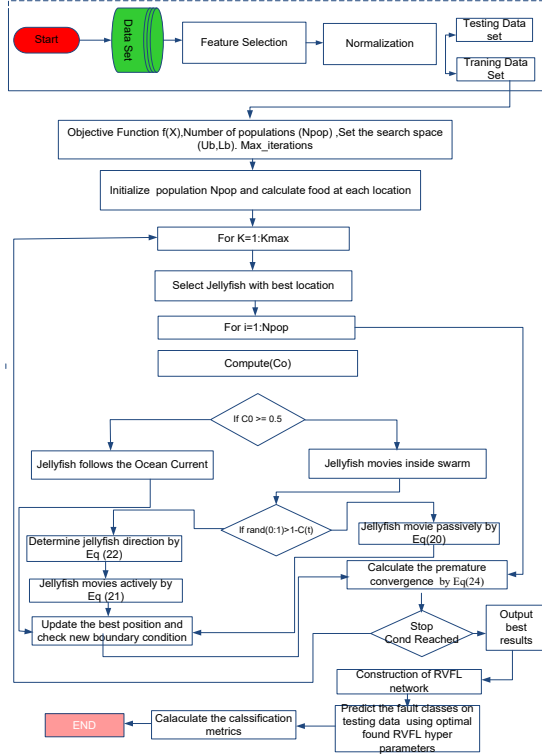 Start
Data Set
Feature Selection
Normalization
Testing Data
set
Traning Data
Set
Objective Function f(X),Number of populations (Npop) ,Set the search space
(Ub,Lb). Max_iterations
Initialize population Npop and calculate food at each location
For K=1:Kmax
Select Jellyfish with best location
For i=1:Npop
Compute(Co)
If C0 >= 0.5
Jellyfish follows the Ocean Current
Jellyfish movies inside swarm
If rand(0:1)>1-C(t)
Jellyfish movie passively by
Eq(20)
Determine jellyfish direction by
Eq (22)
Jellyfish movies actively by
Eq (21)
Calculate the premature
convergence by Eq(24)
Update the best position and
check new boundary condition
Stop
Cond Reached
Output
best
results
Construction of RVFL
network
Predict the fault classes on
testing data using optimal
found RVFL hyper
parameters
Calaculate the calssification
metrics
END